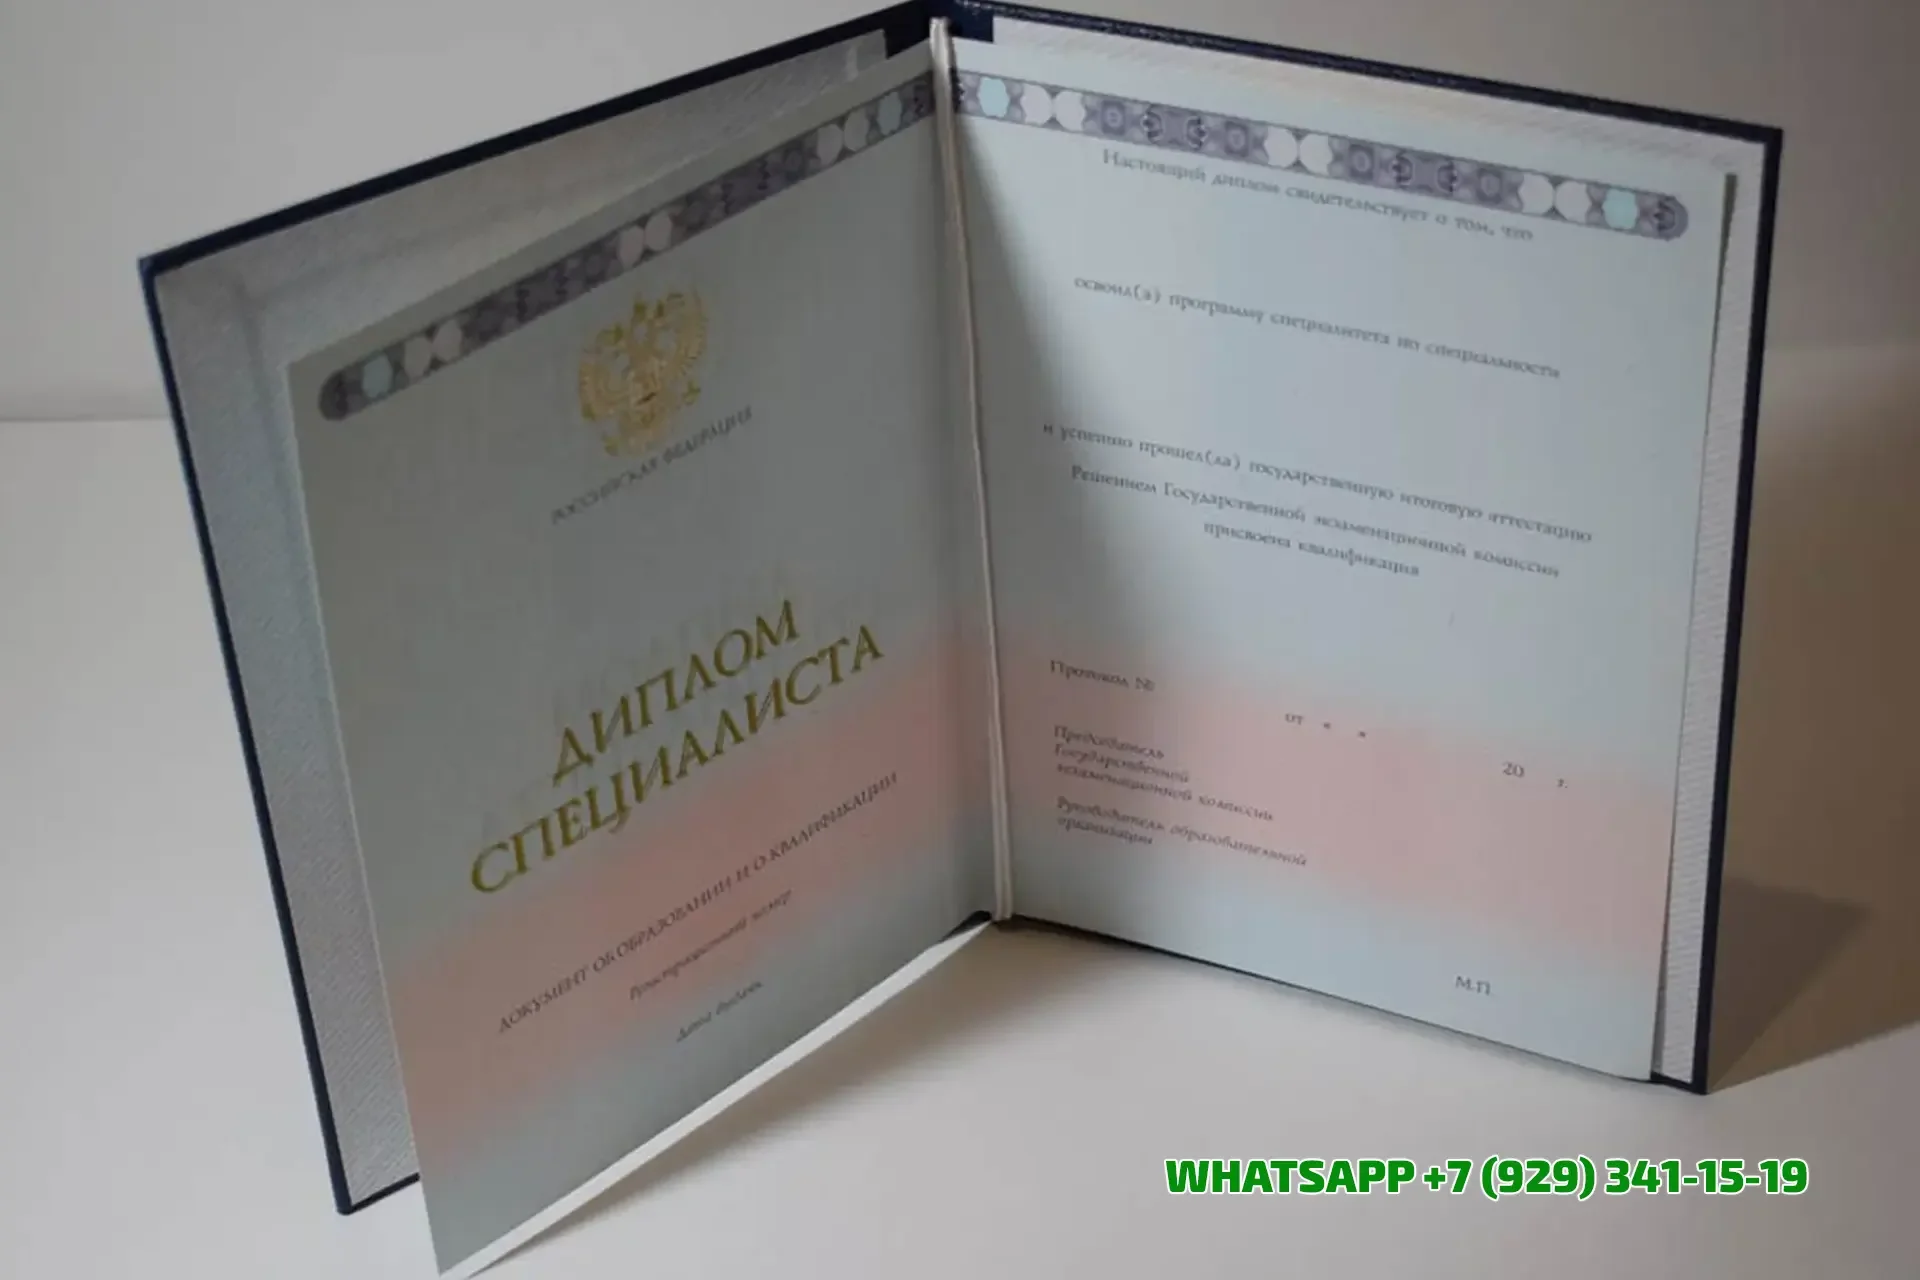 РОССИЙСКАЯ ФЕДЕРАЦИЯ
ДИПЛОМ
СПЕЦИАЛИСТА
ДОКУМЕНТ ОБ ОБРАЗОВАНИИ И О КВАЛИФИКАЦИИ
Регистрационный номер
Дата выдачи
Настоящий диплом свидетельствует о том, что
освоил(а) программу специалитета по специальности
и успешно прошел(ла) государственную итоговую аттестацию
Решением Государственной экзаменационной комиссии
присвоена квалификация
Протокол №
от « »
20 г.
Председатель
Государственной
экзаменационной комиссии
Руководитель образовательной
организации
М.П.
WHATSAPP +7 (929) 341-15-19